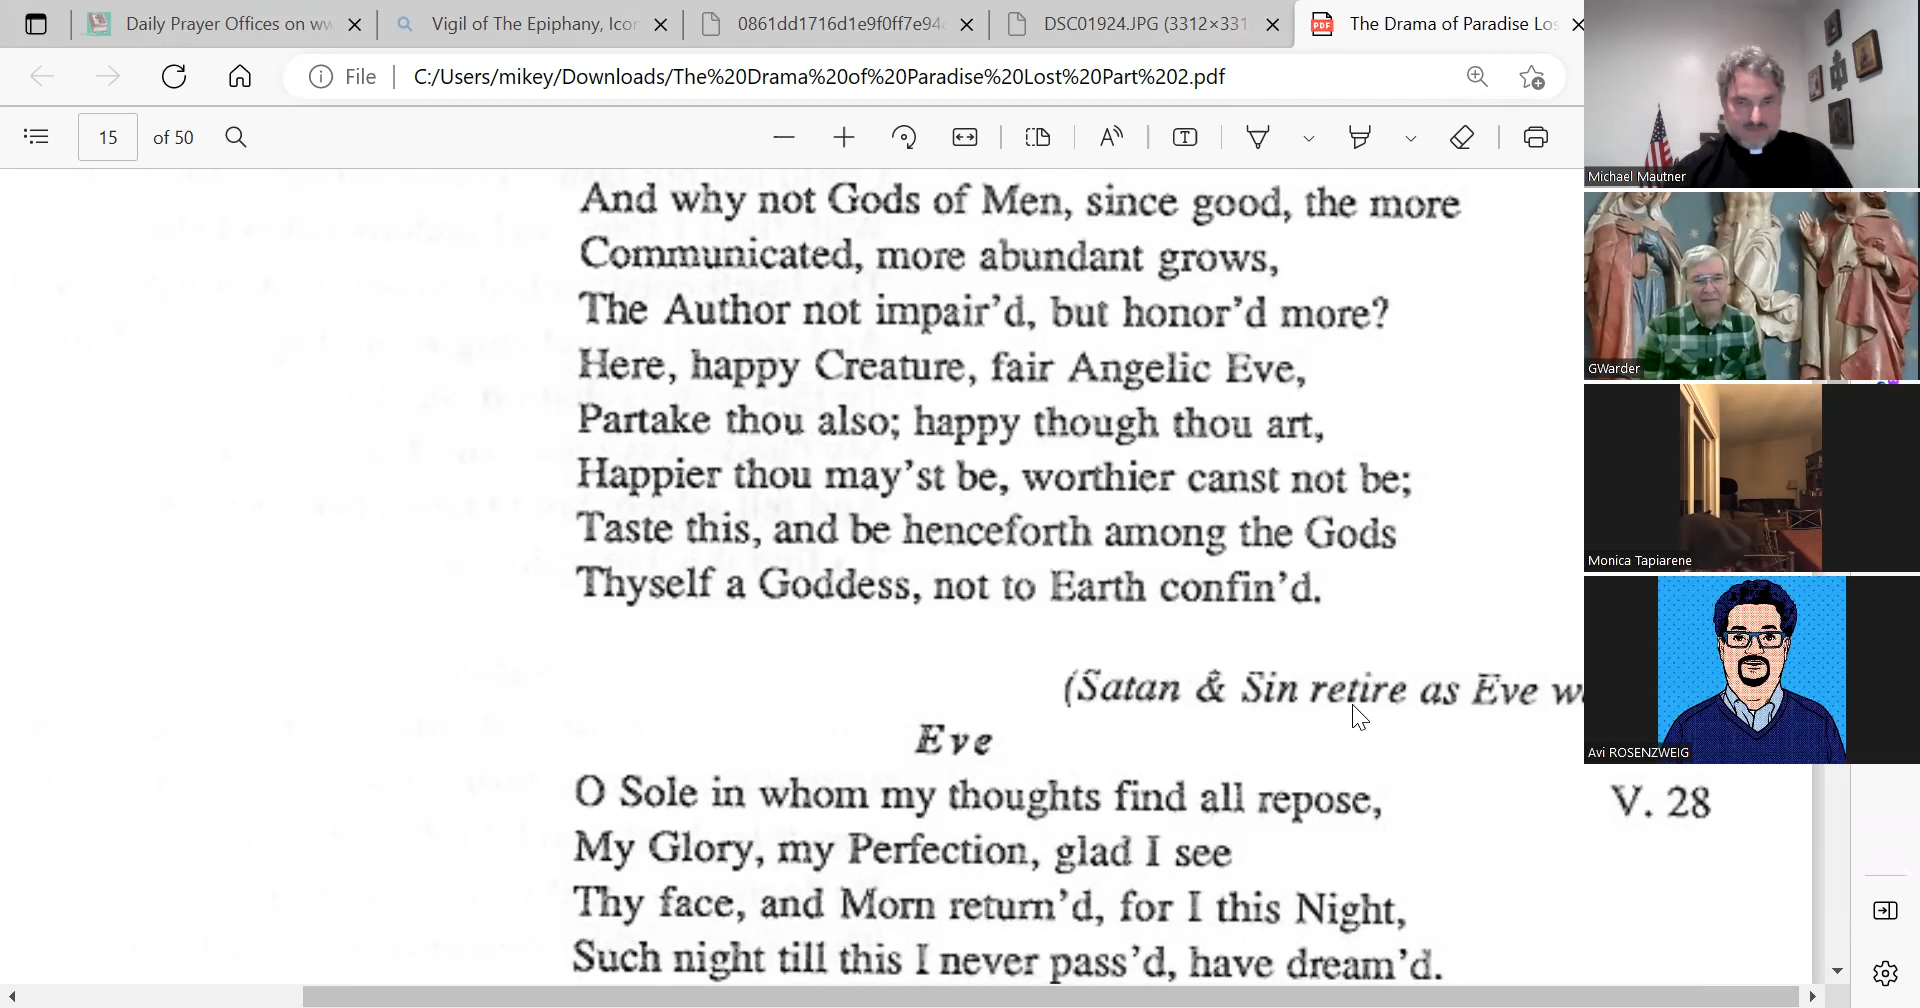 Daily Prayer Offices on ww
Vigil of The Epiphany, Icon
0861dd1716d1e9f0ff7e94
DSC01924.JPG (3312×331
The Drama of Paradise Los
File
C:/Users/mikey/Downloads/The%20Drama%20of%20Paradise%20Lost%20Part%202.pdf
15 of 50
And why not Gods of Men, since good, the more
Communicated, more abundant grows,
The Author not impair'd, but honor'd more?
Here, happy Creature, fair Angelic Eve,
Partake thou also; happy though thou art,
Happier thou may'st be, worthier canst not be;
Taste this, and be henceforth among the Gods
Thyself a Goddess, not to Earth confin'd.
(Satan & Sin retire as Eve w
Eve
O Sole in whom my thoughts find all repose, V. 28
My Glory, my Perfection, glad I see
Thy face, and Morn return'd, for I this Night,
Such night till this I never pass'd, have dream'd.
Michael Mautner
GWarder
Monica Tapiarene
Avi ROSENZWEIG